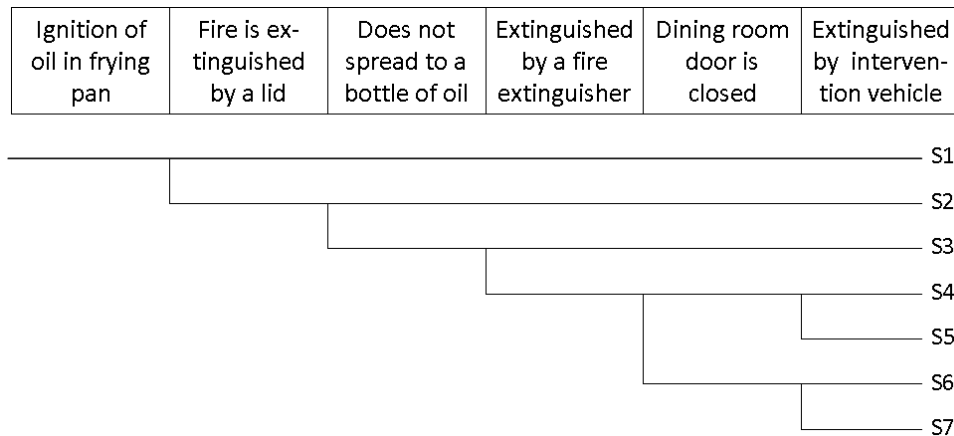 Ignition of
oil in frying
pan
Fire is ex-
tinguished
by a lid
Does not
spread to a
bottle of oil
Extinguished
by a fire
extinguisher
Dining room
door is
closed
Extinguished
by interven-
tion vehicle
S1
S2
S3
S4
S5
S6
S7